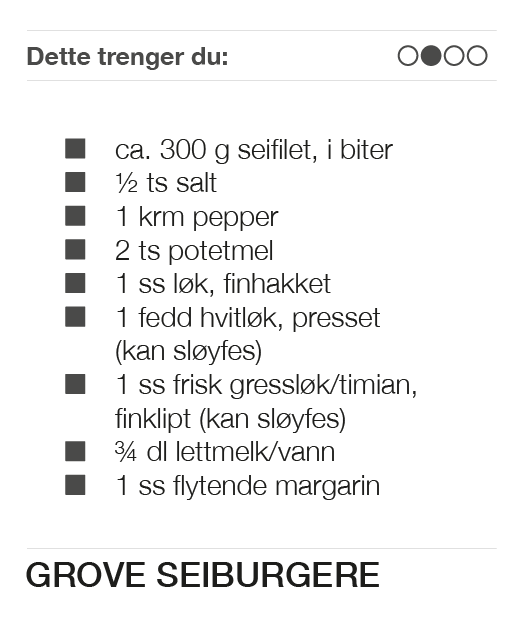 Dette trenger du:
ca. 300 g seifilet, i biter
½ ts salt
1 krm pepper
2 ts potetmel
1 ss løk, finhakket
1 fedd hvitløk, presset
(kan sløyfes)
1 ss frisk gressløk/timian,
finklipt (kan sløyfes)
¾ dl lettmelk/vann
1 ss flytende margarin
GROVE SEIBURGERE